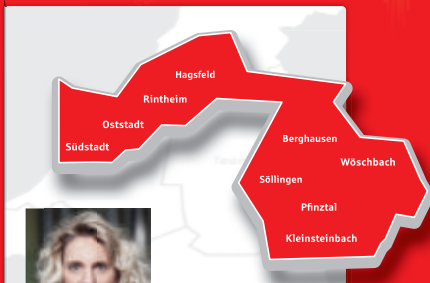 Hagsfeld
Rintheim
Oststadt
Südstadt
Berghausen
Wöschbach
Söllingen
Pfinztal
Kleinsteinbach